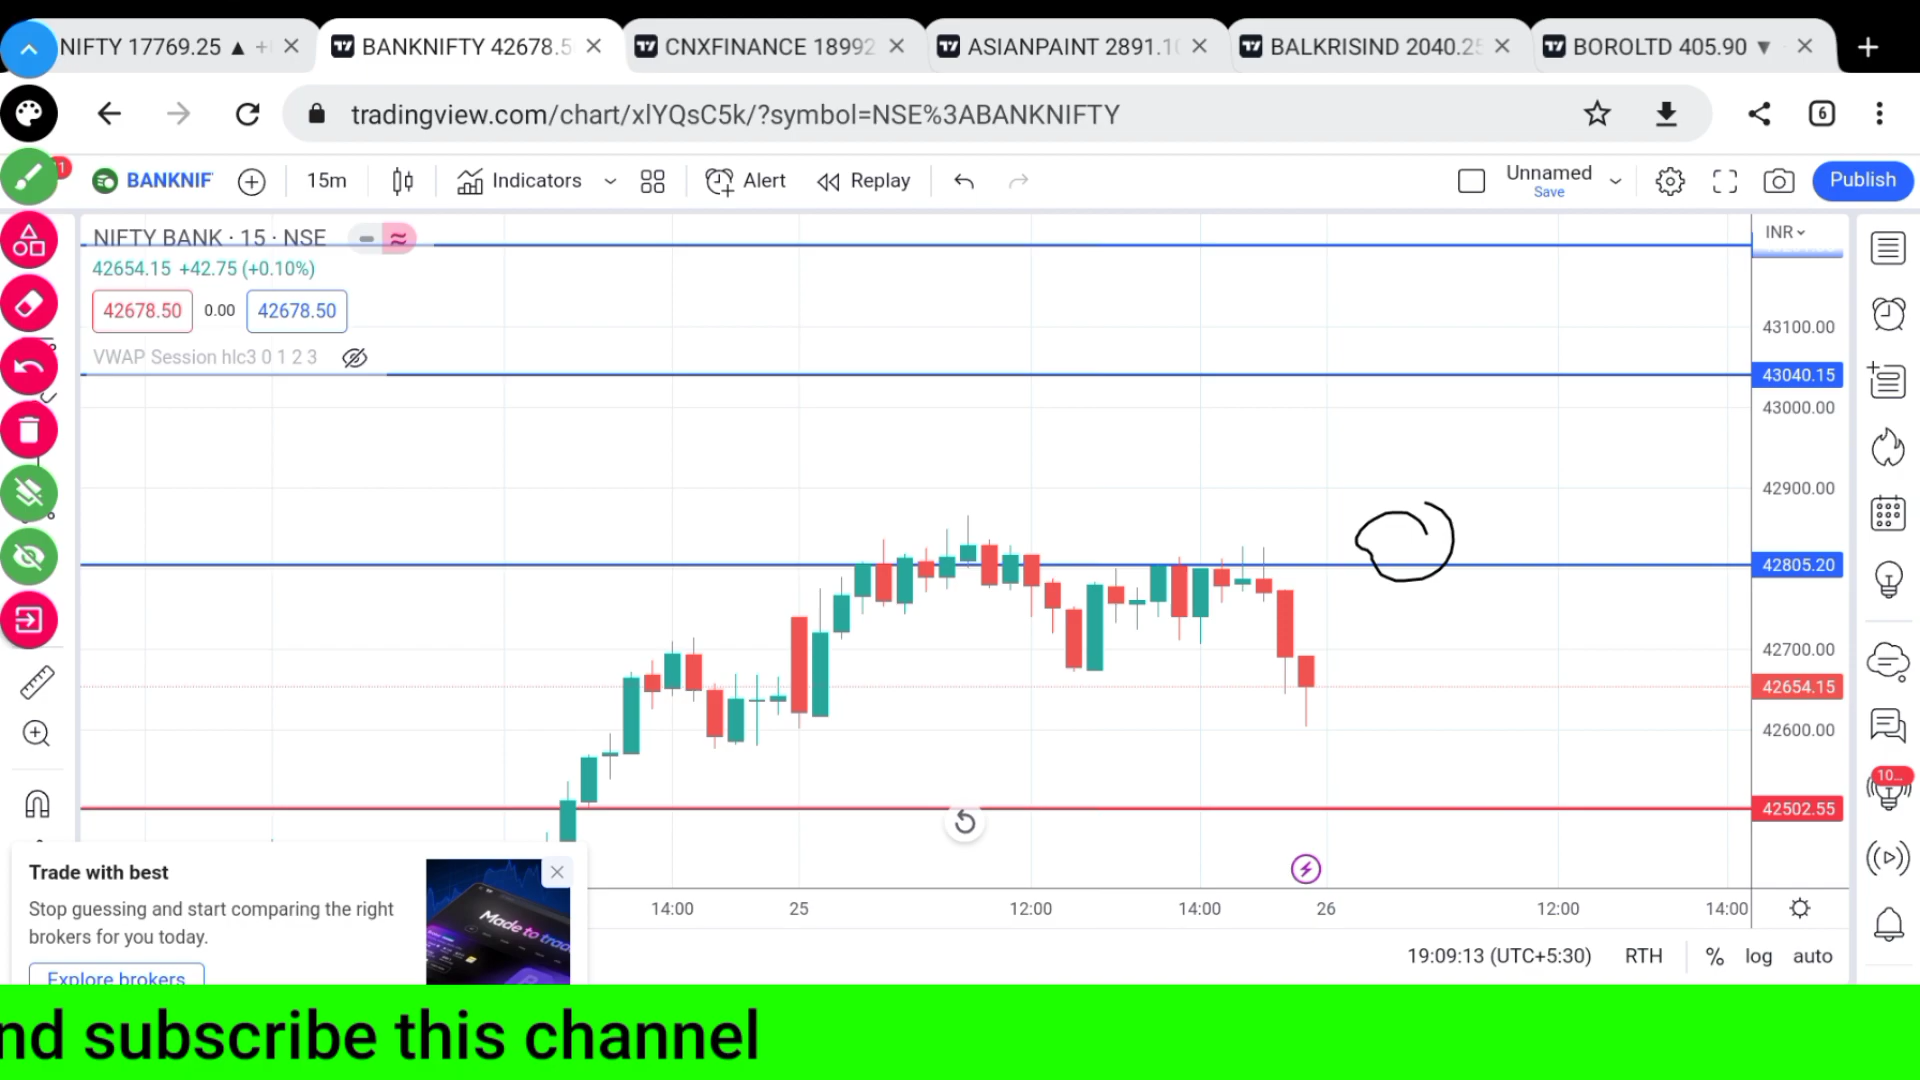 NIFTY 17769.25 ▲
BANKNIFTY 42678.5
CNXFINANCE 18992
ASIANPAINT 2891.1
BALKRISIND 2040.25
BOROLTD 405.90 ▼
tradingview.com/chart/xlYQsC5k/?symbol=NSE%3ABANKNIFTY
6
BANKNIF
15m
Indicators
Alert
Replay
Unnamed
Save
Publish
NIFTY BANK · 15 · NSE
42654.15 +42.75 (+0.10%)
42678.50 0.00 42678.50
VWAP Session hlc3 0 1 2 3
INR
43100.00
43040.15
43000.00
42900.00
42805.20
42700.00
42654.15
42600.00
42502.55
10...
14:00 25 12:00 14:00 26 12:00 14:00
19:09:13 (UTC+5:30) RTH % log auto
Trade with best
Stop guessing and start comparing the right
brokers for you today.
Explore brokers
Made to trad
nd subscribe this channel